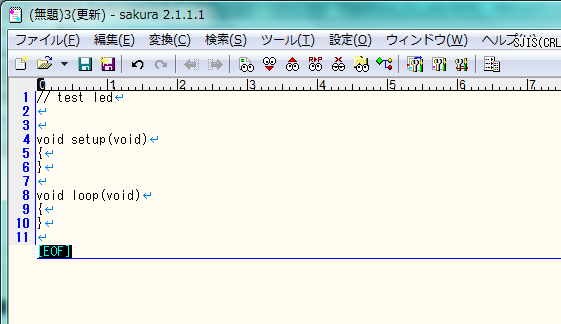 (無題)3(更新) - sakura 2.1.1.1
ファイル(F) 編集(E) 変換(C) 検索(S) ツール(T) 設定(O) ウィンドウ(W) ヘルプ SJIS(CRL
0 1 2 3 4 5 6 7
1 // test led↵
2 ↵
3 ↵
4 void setup(void)↵
5 {↵
6 }↵
7 ↵
8 void loop(void)↵
9 {↵
10 }↵
11 ↵
[EOF]